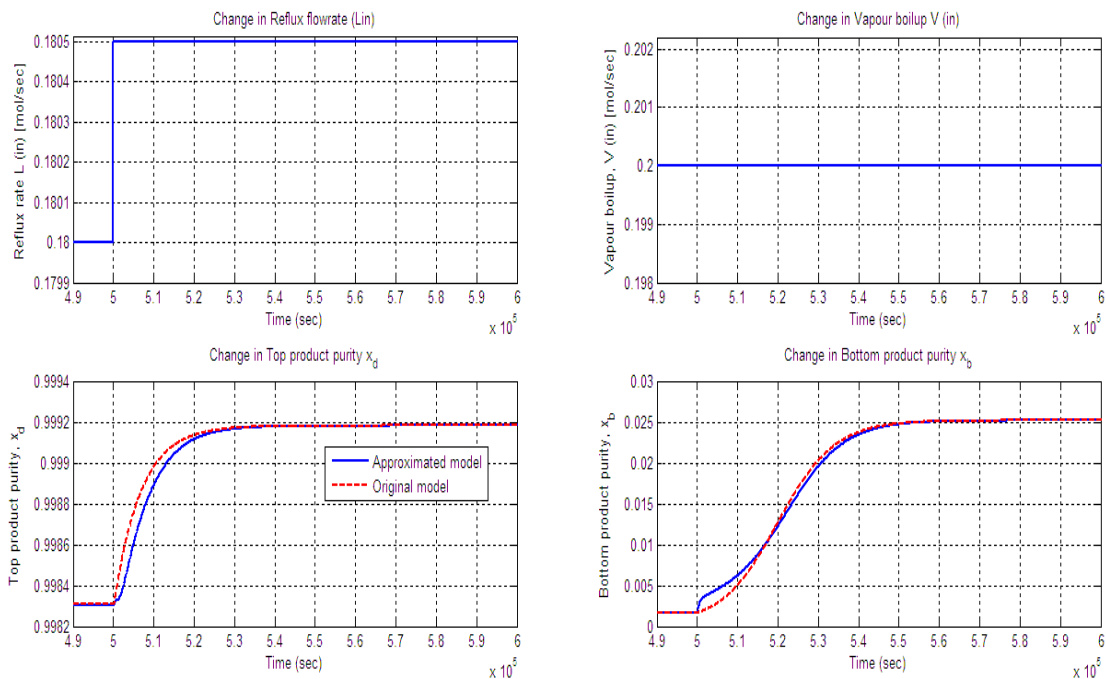 Change in Reflux flowrate (Lin)
Reflux rate L (in) [mol/sec]
0.1805
0.1804
0.1803
0.1802
0.1801
0.18
0.1799
4.9 5 5.1 5.2 5.3 5.4 5.5 5.6 5.7 5.8 5.9 6
Time (sec)
x 10^5
Change in Vapour boilup V (in)
Vapour boilup, V (in) [mol/sec]
0.202
0.201
0.2
0.199
0.198
4.9 5 5.1 5.2 5.3 5.4 5.5 5.6 5.7 5.8 5.9 6
Time (sec)
x 10^5
Change in Top product purity x_d
Top product purity, x_d
0.9994
0.9992
0.999
0.9988
0.9986
0.9984
0.9982
Approximated model
Original model
4.9 5 5.1 5.2 5.3 5.4 5.5 5.6 5.7 5.8 5.9 6
Time (sec)
x 10^5
Change in Bottom product purity x_b
Bottom product purity, x_b
0.03
0.025
0.02
0.015
0.01
0.005
0
4.9 5 5.1 5.2 5.3 5.4 5.5 5.6 5.7 5.8 5.9 6
Time (sec)
x 10^5